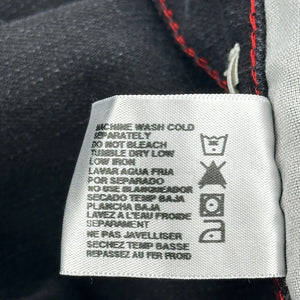 MACHINE WASH COLD
SEPARATELY
DO NOT BLEACH
TUMBLE DRY LOW
LOW IRON
LAVAR AGUA FRIA
POR SEPARADO
NO USE BLANQUEADOR
SECADO TEMP BAJA
PLANCHA BAJA
LAVEZ A L'EAU FROIDE
SEPARAMENT
NE PAS JAVELLISER
SECHEZ TEMP BASSE
REPASSEZ AU FER FROID